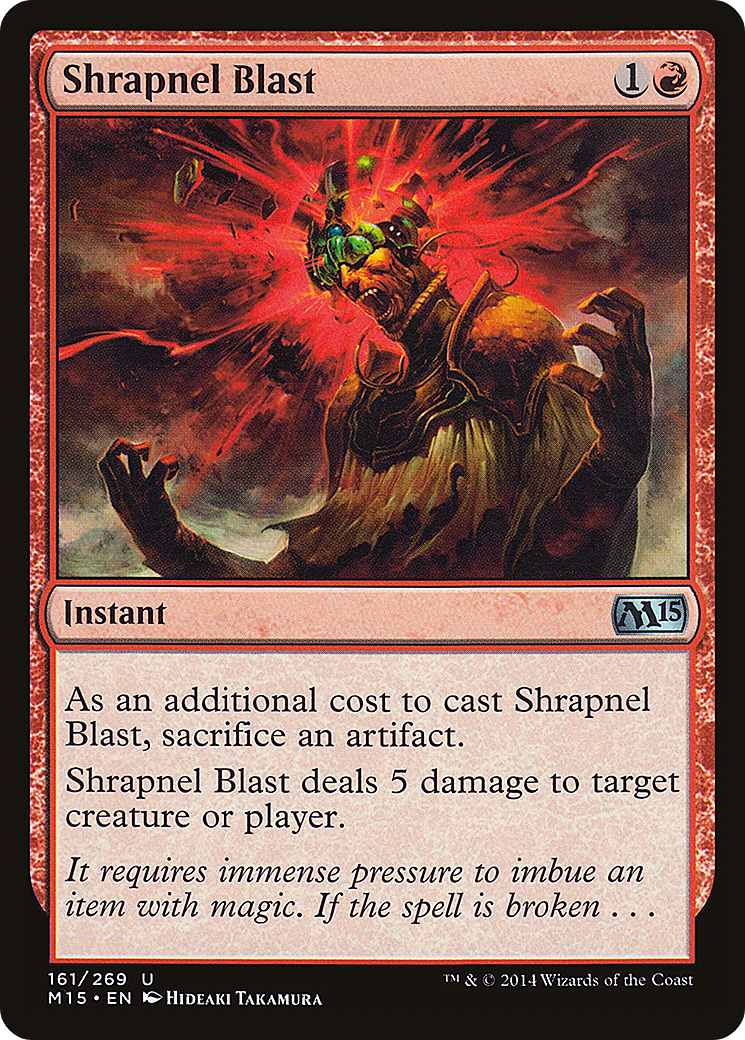 Shrapnel Blast 1
Instant M15
As an additional cost to cast Shrapnel
Blast, sacrifice an artifact.
Shrapnel Blast deals 5 damage to target
creature or player.
It requires immense pressure to imbue an
item with magic. If the spell is broken . . .
161/269 U ™ & © 2014 Wizards of the Coast
M15 • EN Hideaki Takamura